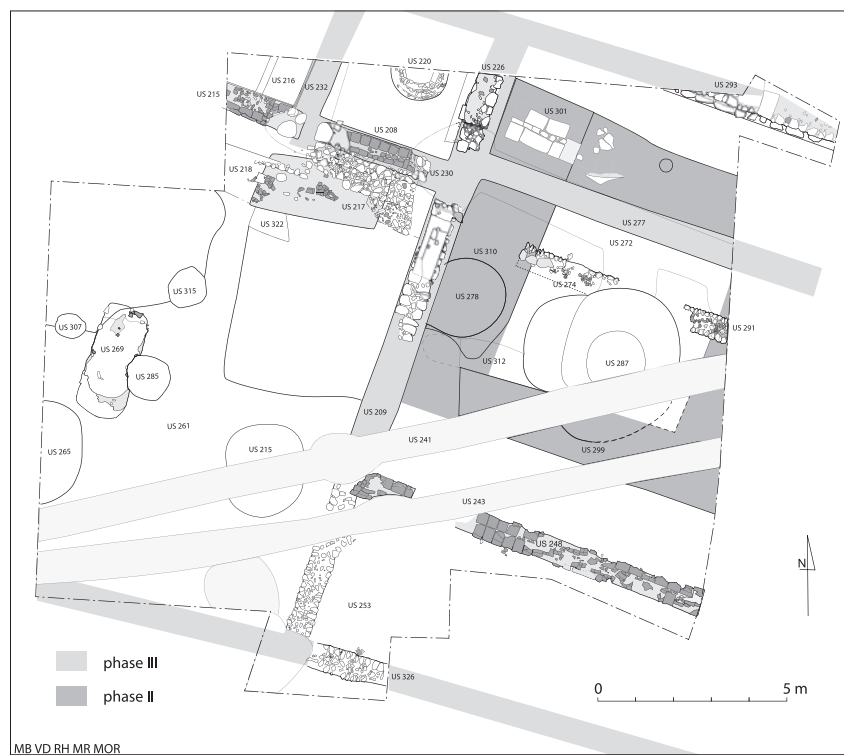 US 220
US 226
US 216
US 293
US 215
US 232
US 301
US 208
US 218
US 230
US 217
US 277
US 322
US 272
US 310
US 274
US 315
US 278
US 307
US 291
US 269
US 312
US 287
US 285
US 209
US 261
US 241
US 265
US 215
US 299
US 243
US 248
N
US 253
phase III
US 326
phase II
0 5 m
MB VD RH MR MOR